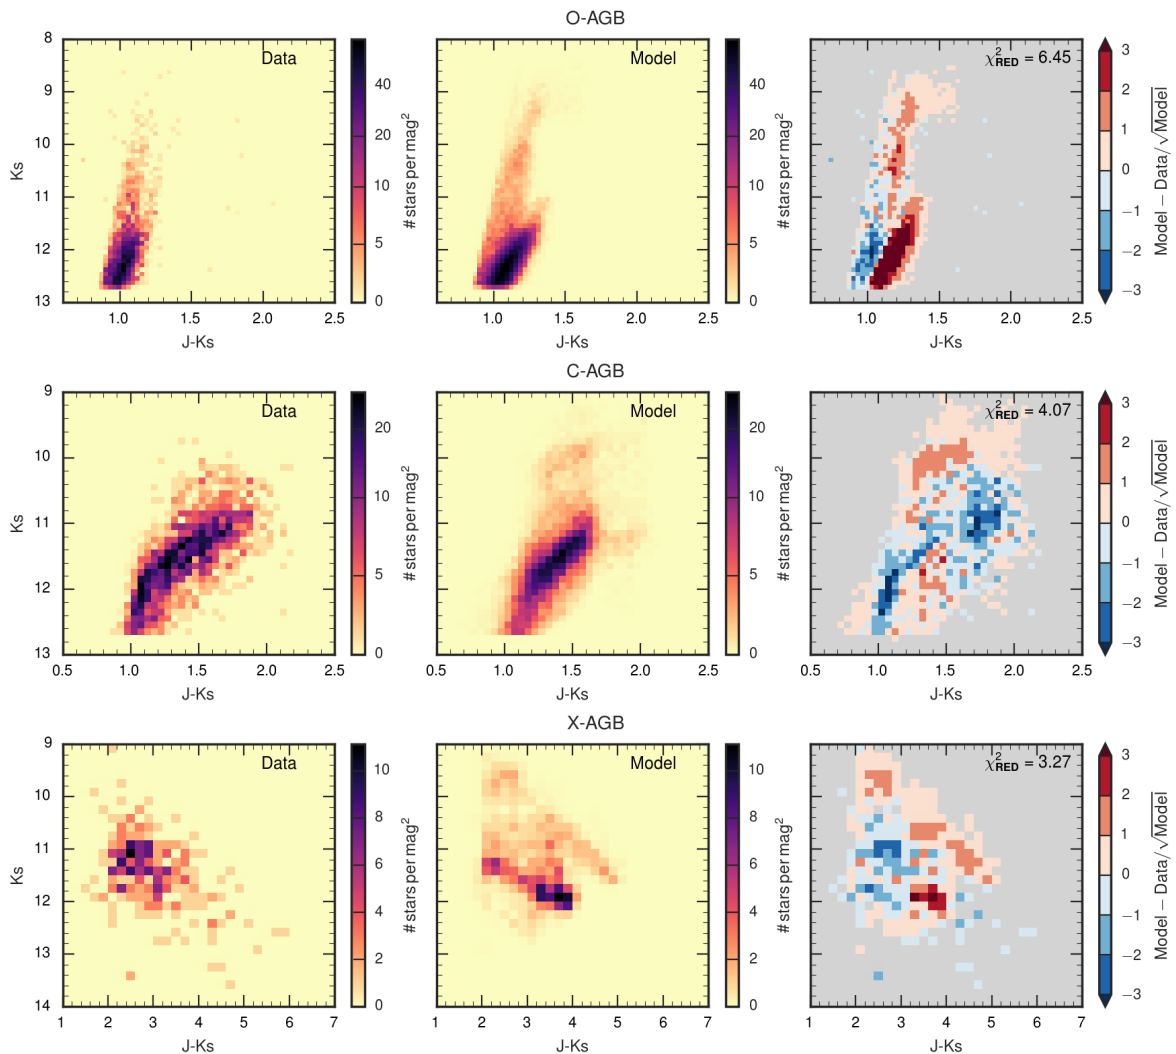 O-AGB
8
9
10
11
12
13
Ks
Data
1.0 1.5 2.0 2.5
J-Ks
40
20
10
5
0
# stars per mag²
Model
1.0 1.5 2.0 2.5
J-Ks
40
20
10
5
0
# stars per mag²
χ²RED = 6.45
1.0 1.5 2.0 2.5
J-Ks
3
2
1
0
−1
−2
−3
Model − Data/√Model
C-AGB
9
10
11
12
13
Ks
Data
0.5 1.0 1.5 2.0 2.5
J-Ks
20
10
5
0
# stars per mag²
Model
0.5 1.0 1.5 2.0 2.5
J-Ks
20
10
5
0
# stars per mag²
χ²RED = 4.07
0.5 1.0 1.5 2.0 2.5
J-Ks
3
2
1
0
−1
−2
−3
Model − Data/√Model
X-AGB
9
10
11
12
13
14
Ks
Data
1 2 3 4 5 6 7
J-Ks
10
8
6
4
2
0
# stars per mag²
Model
1 2 3 4 5 6 7
J-Ks
10
8
6
4
2
0
# stars per mag²
χ²RED = 3.27
1 2 3 4 5 6 7
J-Ks
3
2
1
0
−1
−2
−3
Model − Data/√Model